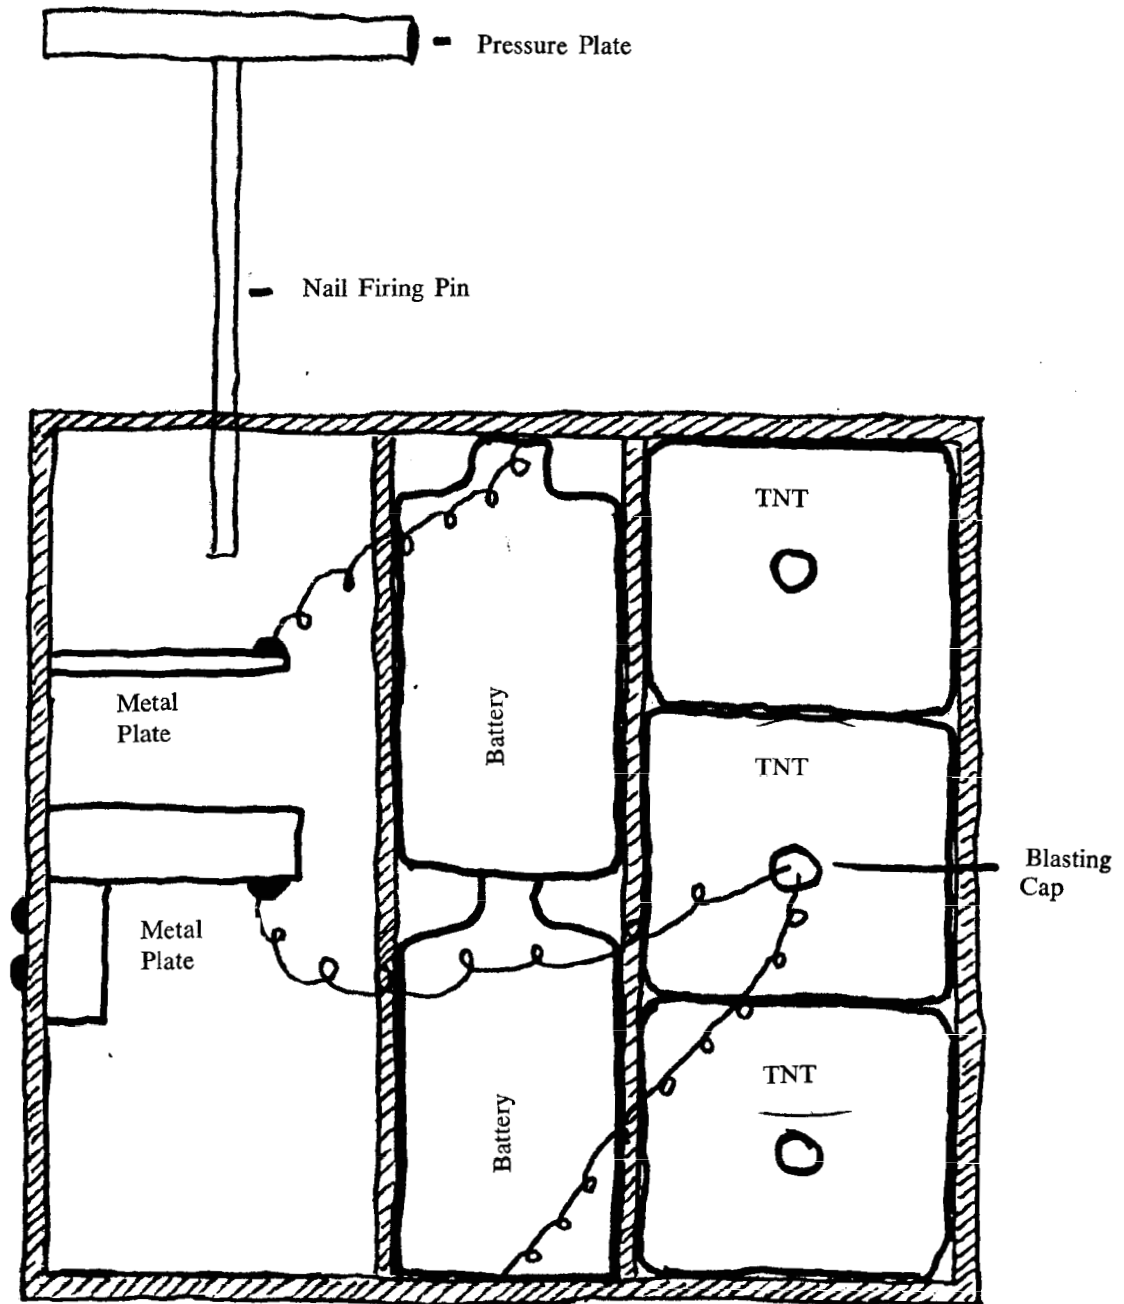 Pressure Plate
Nail Firing Pin
TNT
Metal
Plate
Battery
TNT
Blasting
Cap
Metal
Plate
TNT
Battery